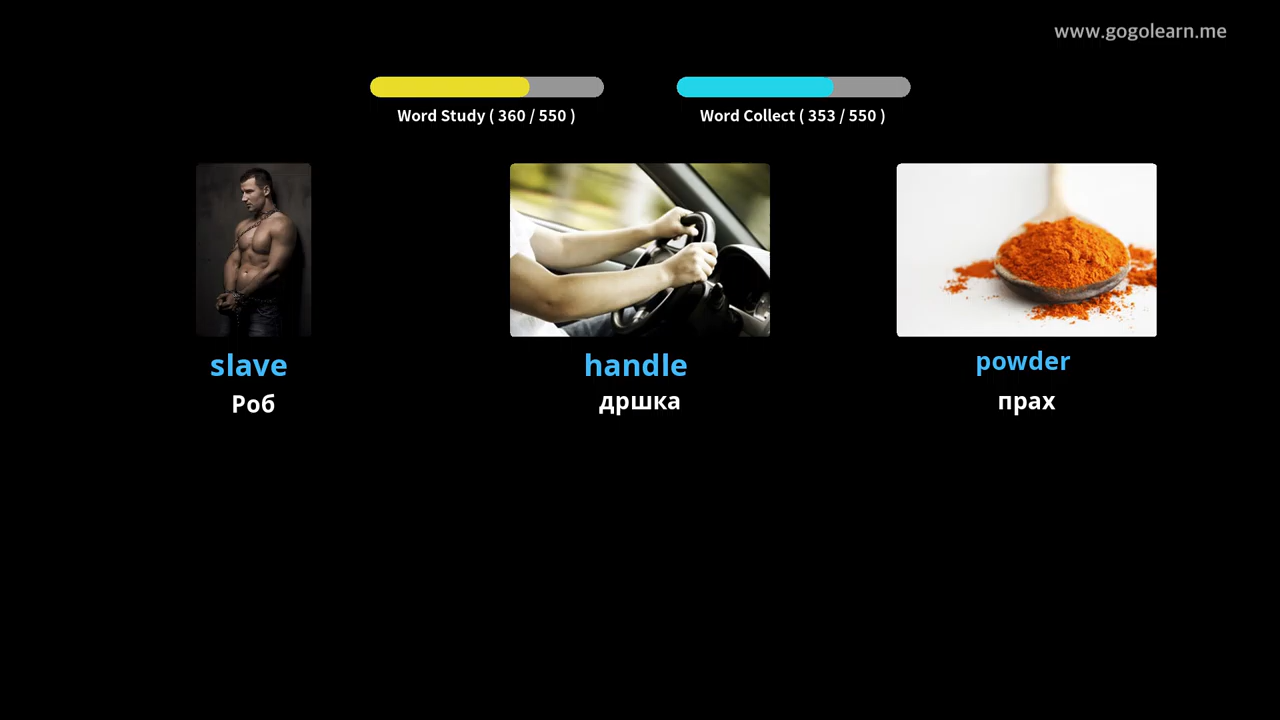 www.gogolearn.me
Word Study ( 360 / 550 )
Word Collect ( 353 / 550 )
slave
handle
powder
Роб
дршка
прах